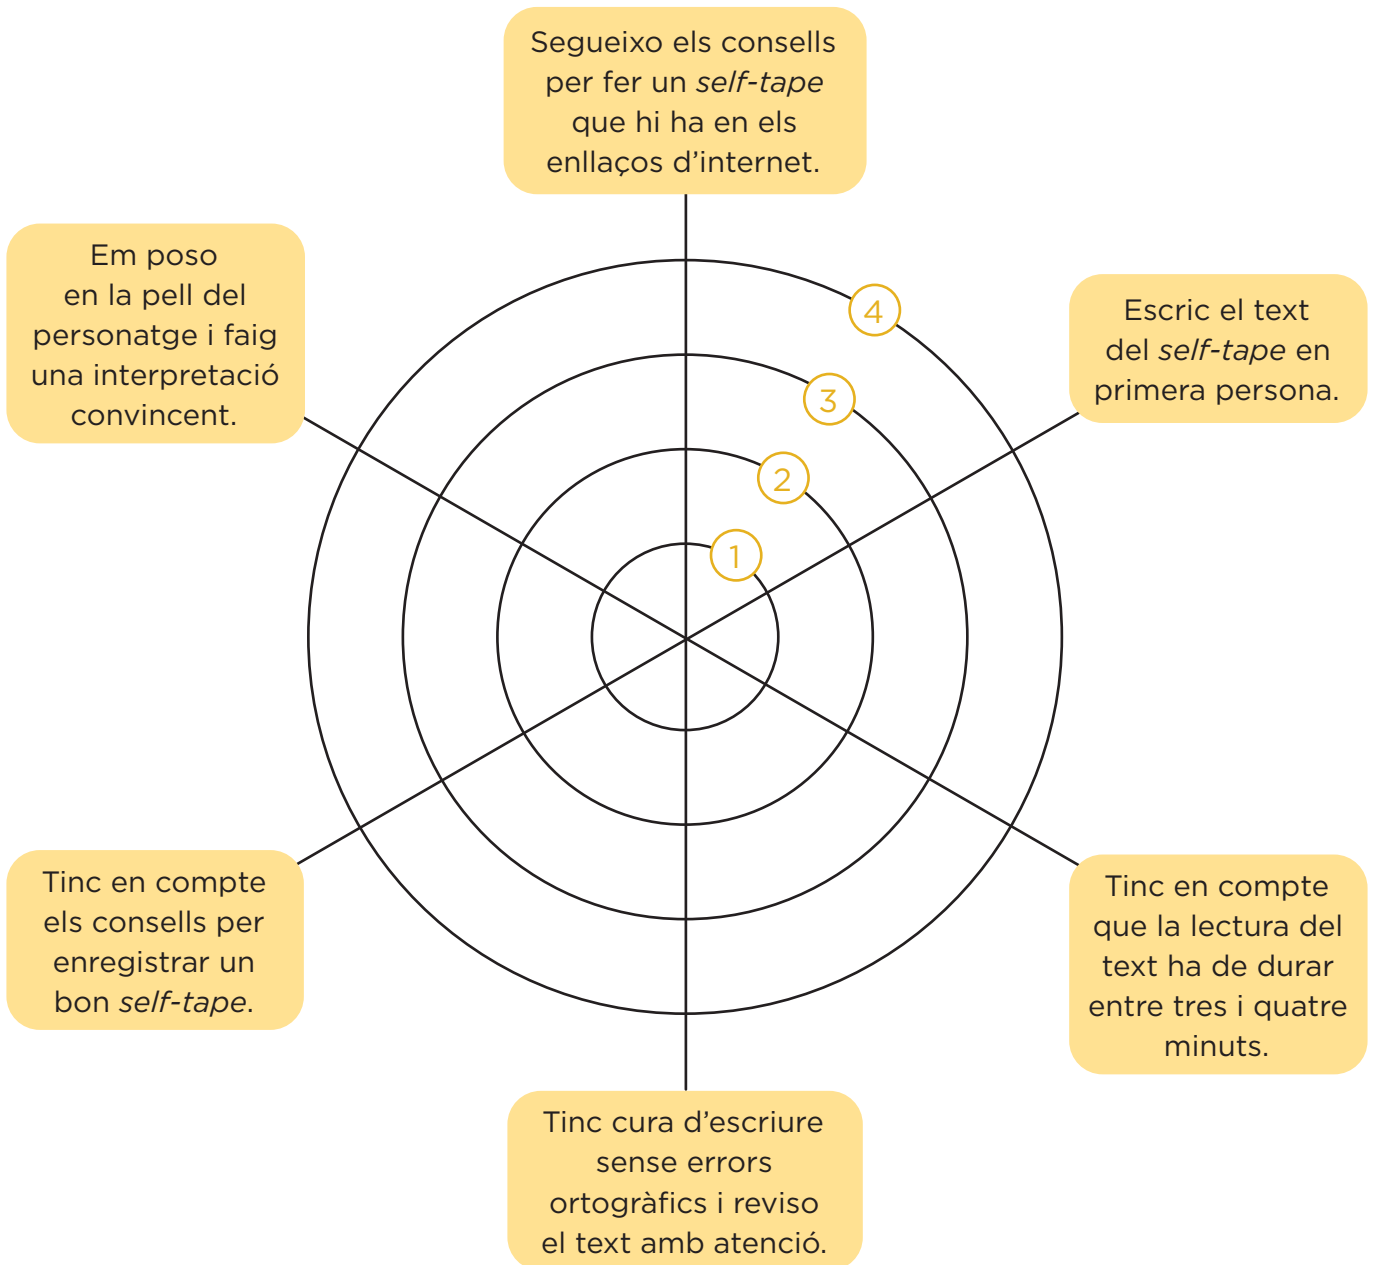 Segueixo els consells
per fer un self-tape
que hi ha en els
enllaços d'internet.
Em poso
en la pell del
personatge i faig
una interpretació
convincent.
4
3
2
1
Escric el text
del self-tape en
primera persona.
Tinc en compte
els consells per
enregistrar un
bon self-tape.
Tinc en compte
que la lectura del
text ha de durar
entre tres i quatre
minuts.
Tinc cura d'escriure
sense errors
ortogràfics i reviso
el text amb atenció.